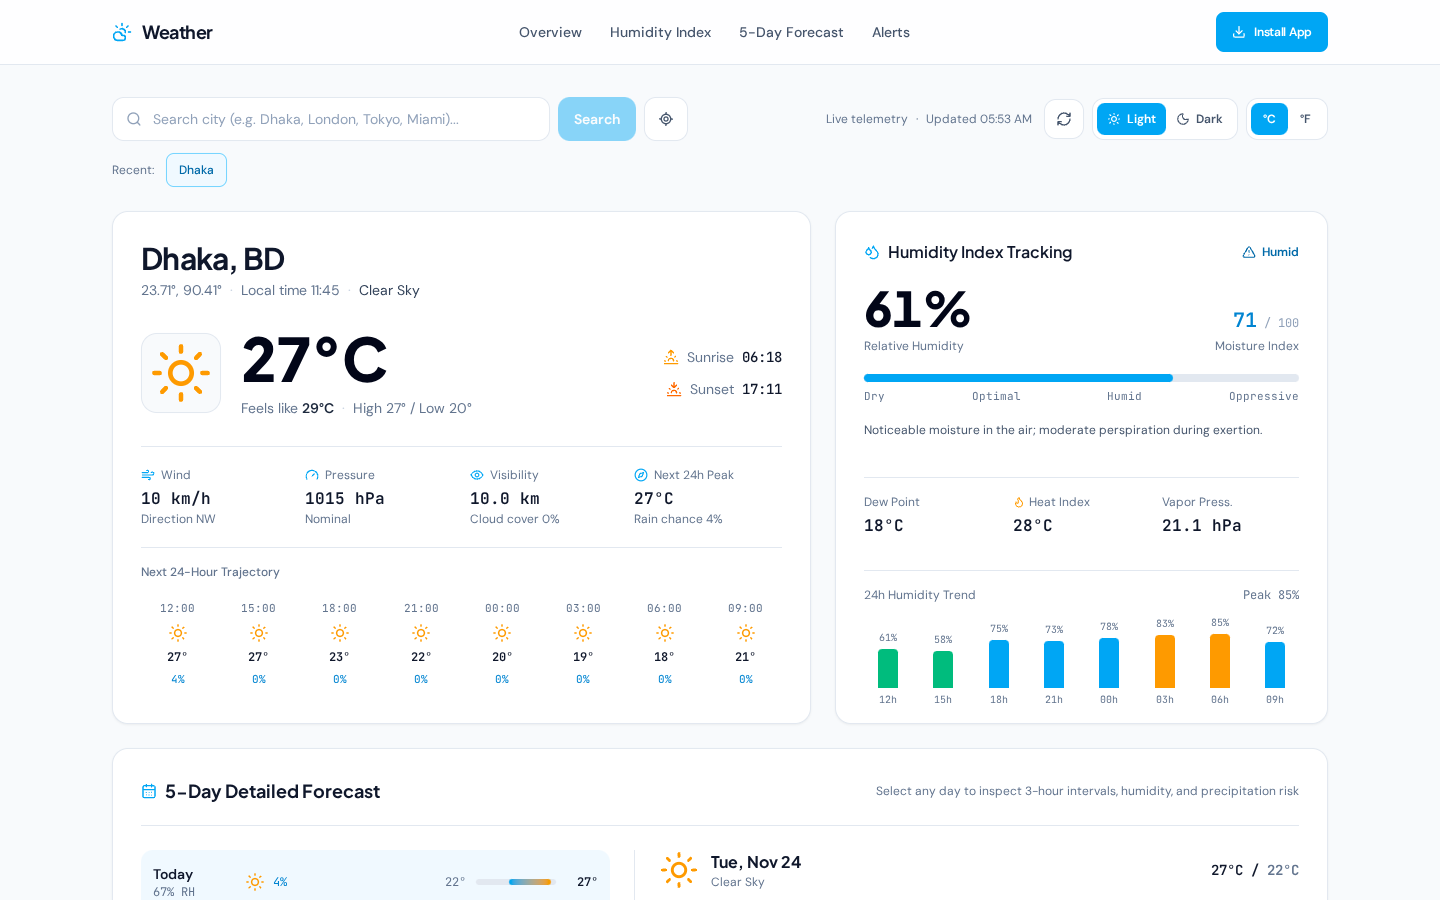 Weather
Overview
Humidity Index
5-Day Forecast
Alerts
Install App
Search city (e.g. Dhaka, London, Tokyo, Miami)...
Search
Live telemetry · Updated 05:53 AM
Light
Dark
°C
°F
Recent:
Dhaka
Dhaka, BD
23.71°, 90.41° · Local time 11:45 · Clear Sky
27°C
Feels like 29°C · High 27° / Low 20°
Sunrise 06:18
Sunset 17:11
Wind
10 km/h
Direction NW
Pressure
1015 hPa
Nominal
Visibility
10.0 km
Cloud cover 0%
Next 24h Peak
27°C
Rain chance 4%
Next 24-Hour Trajectory
12:00 15:00 18:00 21:00 00:00 03:00 06:00 09:00
27° 27° 23° 22° 20° 19° 18° 21°
4% 0% 0% 0% 0% 0% 0% 0%
Humidity Index Tracking
Humid
61%
Relative Humidity
71 / 100
Moisture Index
Dry Optimal Humid Oppressive
Noticeable moisture in the air; moderate perspiration during exertion.
Dew Point
18°C
Heat Index
28°C
Vapor Press.
21.1 hPa
24h Humidity Trend
Peak 85%
61% 58% 75% 73% 78% 83% 85% 72%
12h 15h 18h 21h 00h 03h 06h 09h
5-Day Detailed Forecast
Select any day to inspect 3-hour intervals, humidity, and precipitation risk
Today
67% RH
4%
22°
27°
Tue, Nov 24
Clear Sky
27°C / 22°C